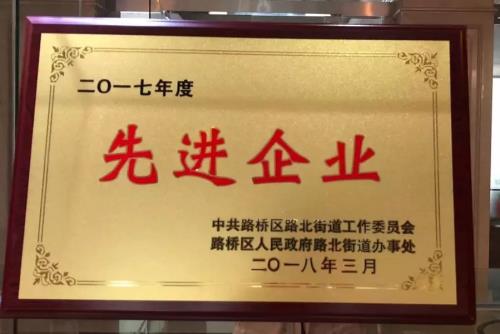 二〇一七年度
先进企业
中共路桥区路北街道工作委员会
路桥区人民政府路北街道办事处
二〇一八年三月